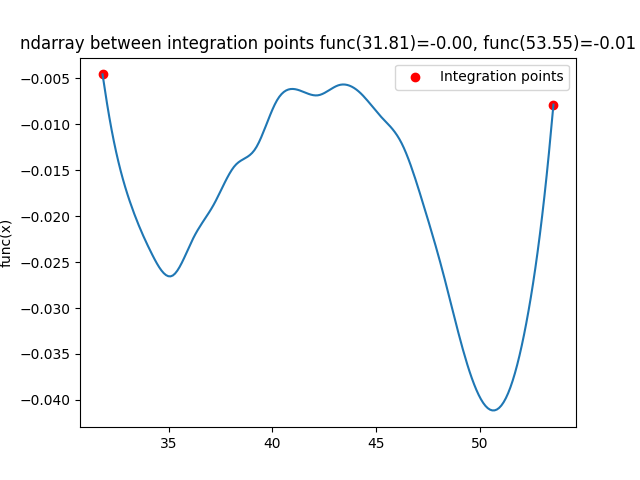 ndarray between integration points func(31.81)=-0.00, func(53.55)=-0.01
Integration points
−0.005
−0.010
−0.015
−0.020
−0.025
−0.030
−0.035
−0.040
func(x)
35 40 45 50